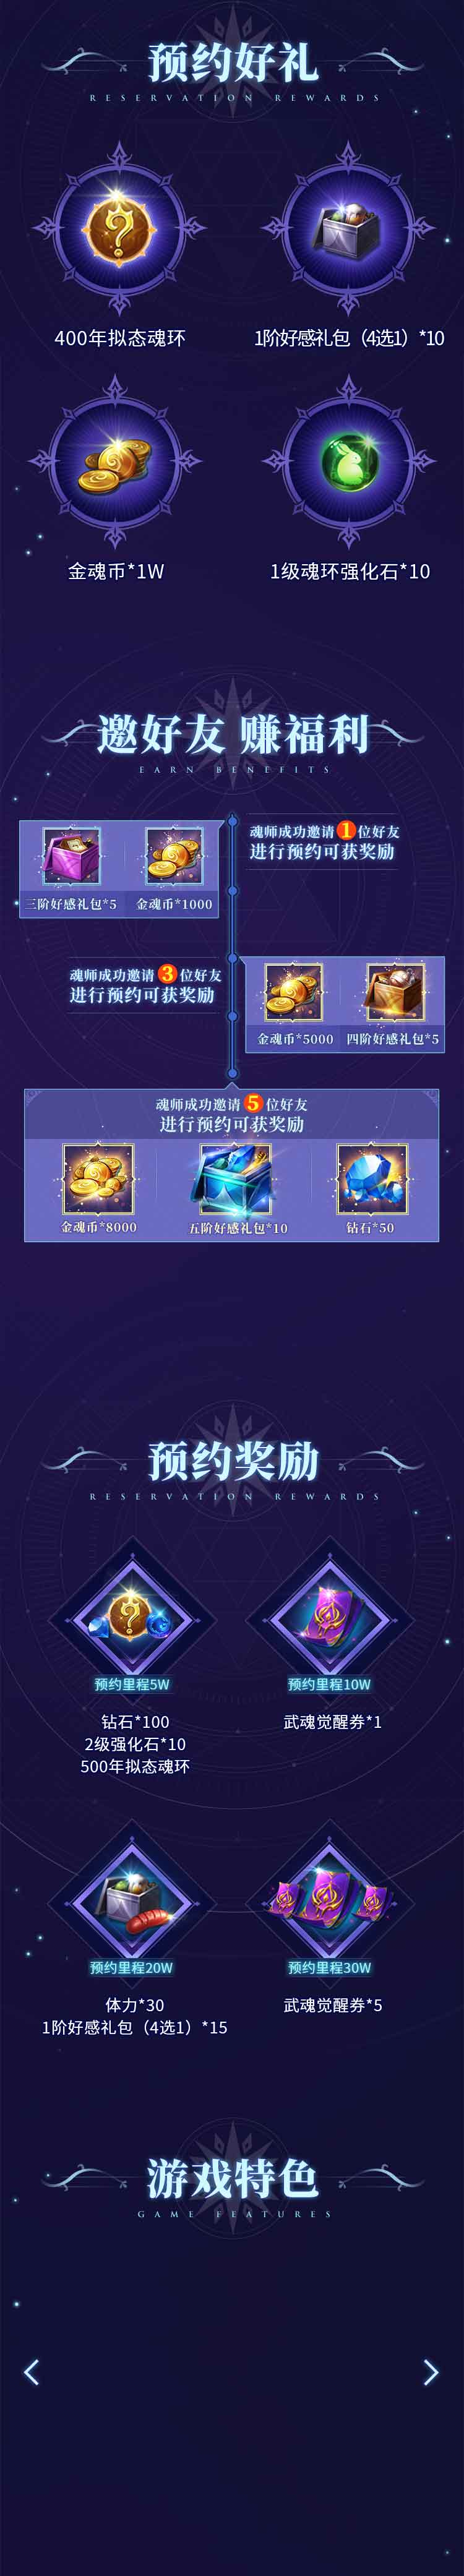 预约好礼
RESERVATION REWARDS
400年拟态魂环
1阶好感礼包（4选1）*10
金魂币*1W
1级魂环强化石*10
邀好友 赚福利
EARN BENEFITS
魂师成功邀请1位好友
进行预约可获奖励
三阶好感礼包*5
金魂币*1000
魂师成功邀请3位好友
进行预约可获奖励
金魂币*5000
四阶好感礼包*5
魂师成功邀请5位好友
进行预约可获奖励
金魂币*8000
五阶好感礼包*10
钻石*50
预约奖励
RESERVATION REWARDS
预约里程5W
预约里程10W
钻石*100
2级强化石*10
500年拟态魂环
武魂觉醒券*1
预约里程20W
预约里程30W
体力*30
1阶好感礼包（4选1）*15
武魂觉醒券*5
游戏特色
GAME FEATURES